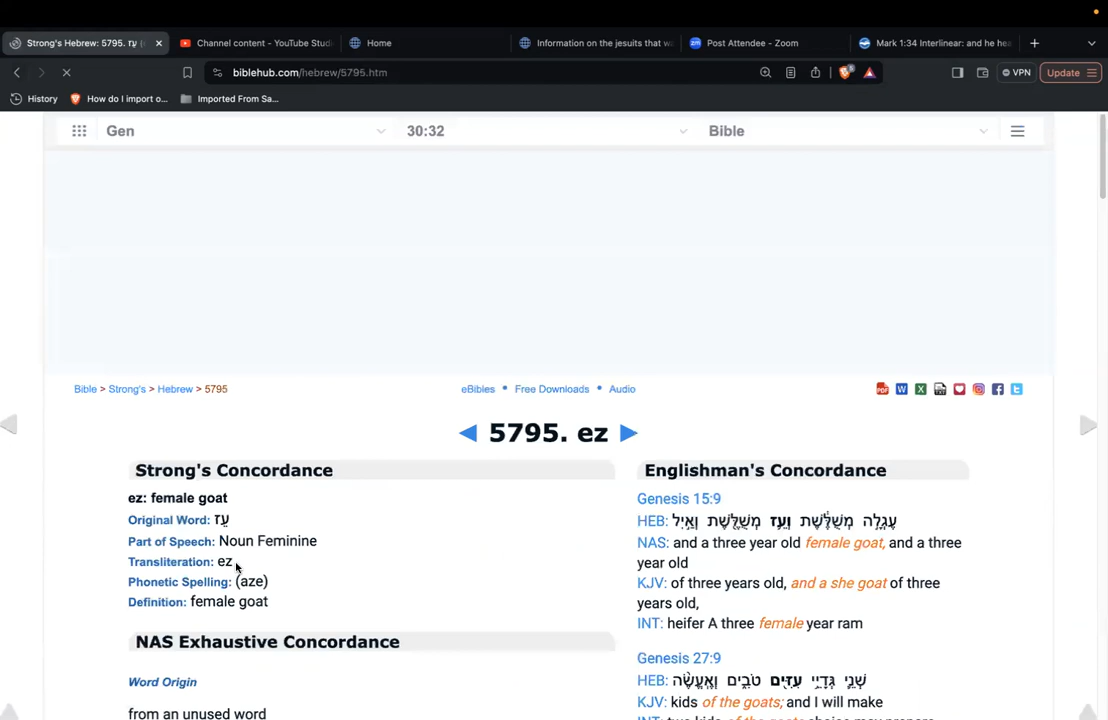 Strong's Hebrew: 5795. עֵז (
Channel content - YouTube Studi
Home
Information on the jesuits that wa
Post Attendee - Zoom
Mark 1:34 Interlinear: and he hea
biblehub.com/hebrew/5795.htm
VPN
Update
History
How do I import o...
Imported From Sa...
Gen
30:32
Bible
Bible > Strong's > Hebrew > 5795
eBibles • Free Downloads • Audio
5795. ez
Strong's Concordance
ez: female goat
Original Word: עֵז
Part of Speech: Noun Feminine
Transliteration: ez
Phonetic Spelling: (aze)
Definition: female goat
NAS Exhaustive Concordance
Word Origin
from an unused word
Englishman's Concordance
Genesis 15:9
HEB: עֶגְלָ֣ה מְשֻׁלֶּ֔שֶׁת וְעֵ֥ז מְשֻׁלֶּ֖שֶׁת וְאַ֣יִל
NAS: and a three year old female goat, and a three
year old
KJV: of three years old, and a she goat of three
years old,
INT: heifer A three female year ram
Genesis 27:9
HEB: שְׁנֵ֛י גְּדָיֵ֥י עִזִּ֖ים טֹבִ֑ים וְאֶֽעֱשֶׂ֨ה
KJV: kids of the goats; and I will make